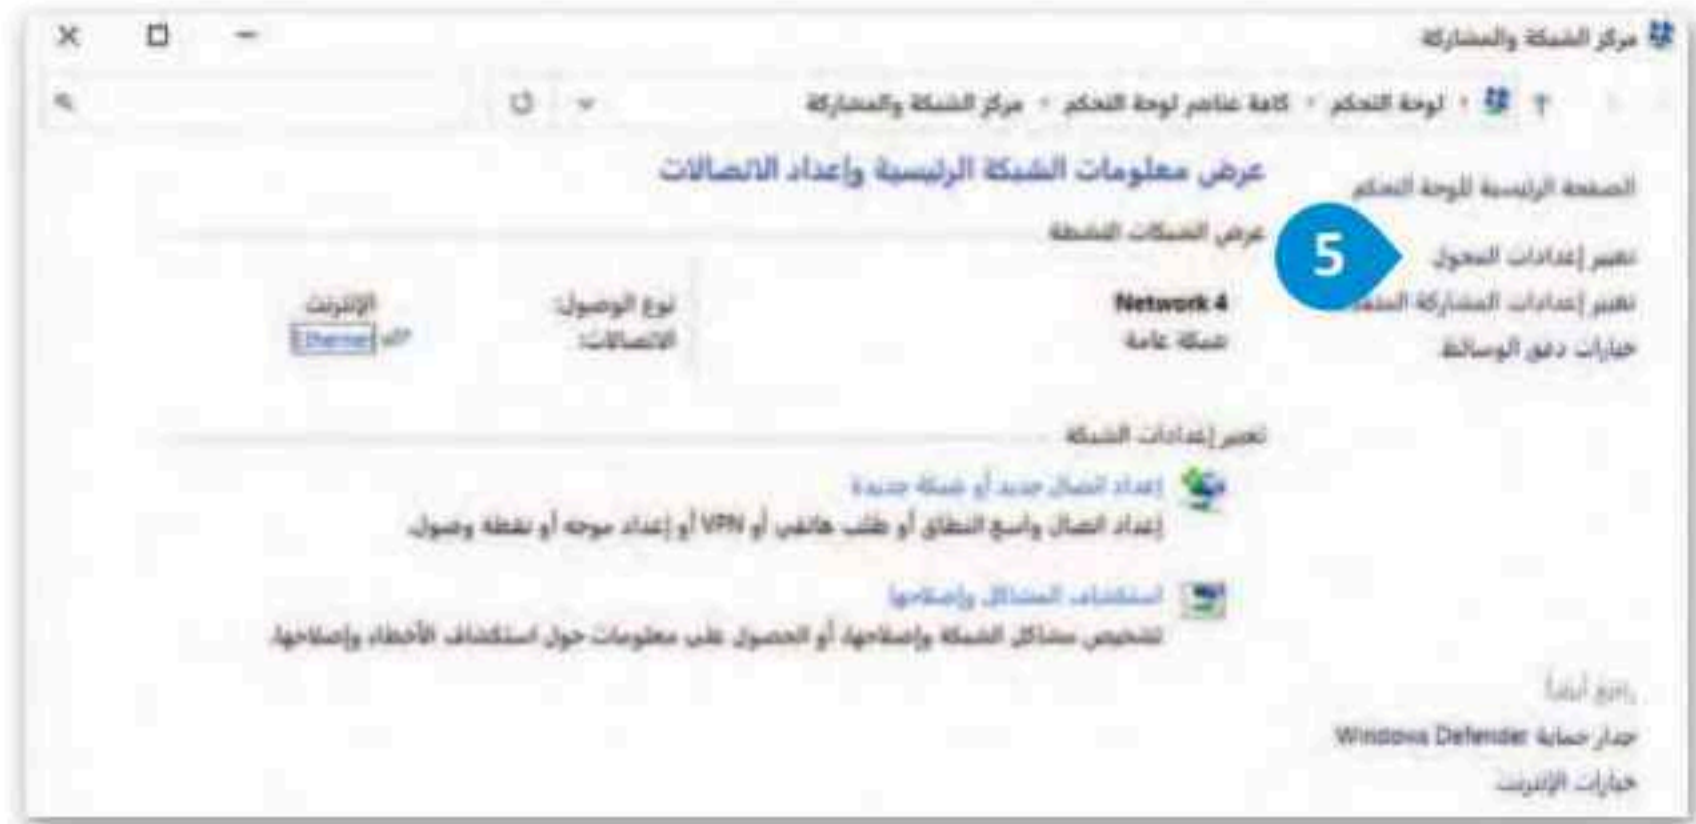 مركز الشبكة والمشاركة
لوحة التحكم › كافة عناصر لوحة التحكم › مركز الشبكة والمشاركة
الصفحة الرئيسية للوحة التحكم
تغيير إعدادات المحول
تغيير إعدادات المشاركة
خيارات دفق الوسائط
5
عرض معلومات الشبكة الرئيسية وإعداد الاتصالات
عرض الشبكات النشطة
Network 4
شبكة عامة
نوع الوصول: الإنترنت
الاتصالات: Ethernet
تغيير إعدادات الشبكة
إعداد اتصال جديد أو شبكة جديدة
إعداد اتصال واسع النطاق أو طلب هاتفي أو VPN أو إعداد موجه أو نقطة وصول.
استكشاف المشاكل وإصلاحها
تشخيص مشاكل الشبكة وإصلاحها، أو الحصول على معلومات حول استكشاف الأخطاء وإصلاحها.
راجع أيضاً
جدار حماية Windows Defender
خيارات الإنترنت